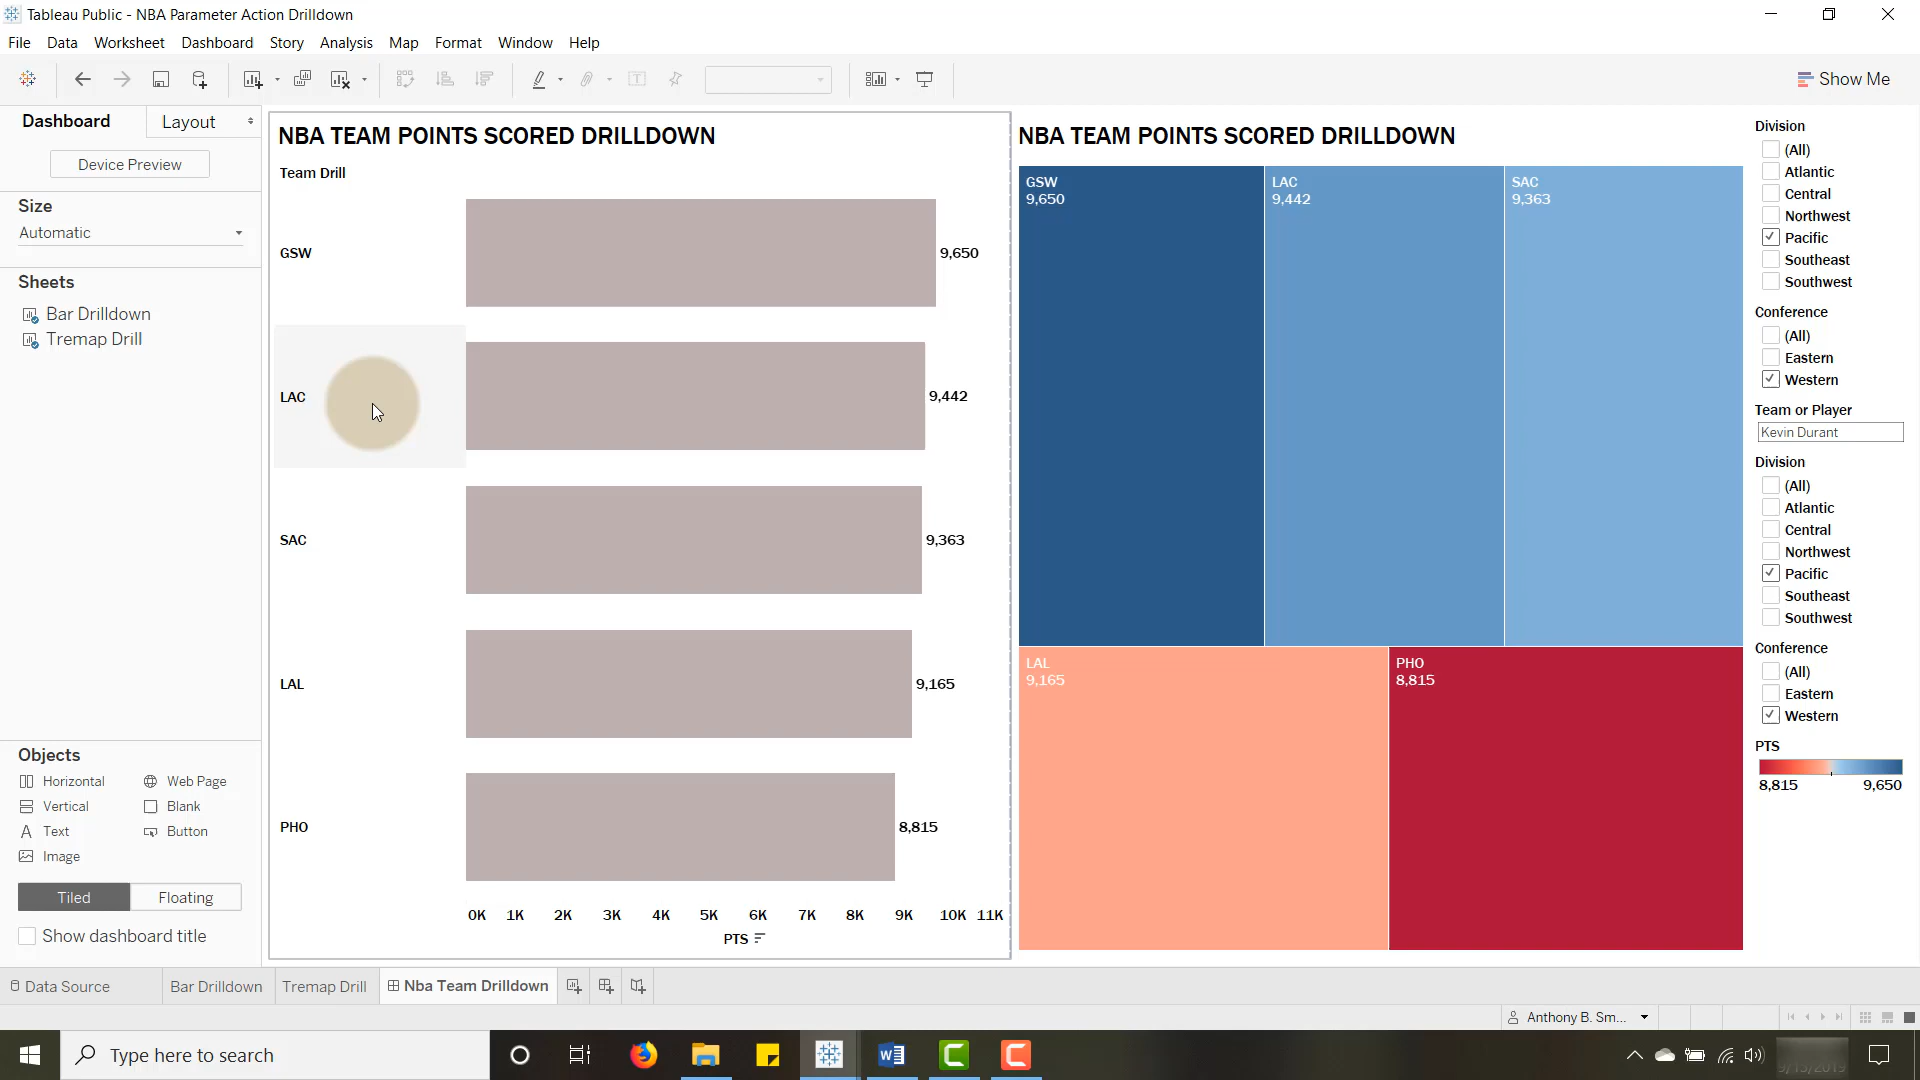 Tableau Public - NBA Parameter Action Drilldown
File Data Worksheet Dashboard Story Analysis Map Format Window Help
Show Me
Dashboard Layout
Device Preview
Size
Automatic
Sheets
Bar Drilldown
Tremap Drill
Objects
Horizontal Web Page
Vertical Blank
Text Button
Image
Tiled Floating
Show dashboard title
NBA TEAM POINTS SCORED DRILLDOWN
Team Drill
GSW 9,650
LAC 9,442
SAC 9,363
LAL 9,165
PHO 8,815
0K 1K 2K 3K 4K 5K 6K 7K 8K 9K 10K 11K
PTS
NBA TEAM POINTS SCORED DRILLDOWN
GSW
9,650
LAC
9,442
SAC
9,363
LAL
9,165
PHO
8,815
Division
(All)
Atlantic
Central
Northwest
Pacific
Southeast
Southwest
Conference
(All)
Eastern
Western
Team or Player
Kevin Durant
Division
(All)
Atlantic
Central
Northwest
Pacific
Southeast
Southwest
Conference
(All)
Eastern
Western
PTS
8,815 9,650
Data Source Bar Drilldown Tremap Drill Nba Team Drilldown
Anthony B. Sm...
Type here to search